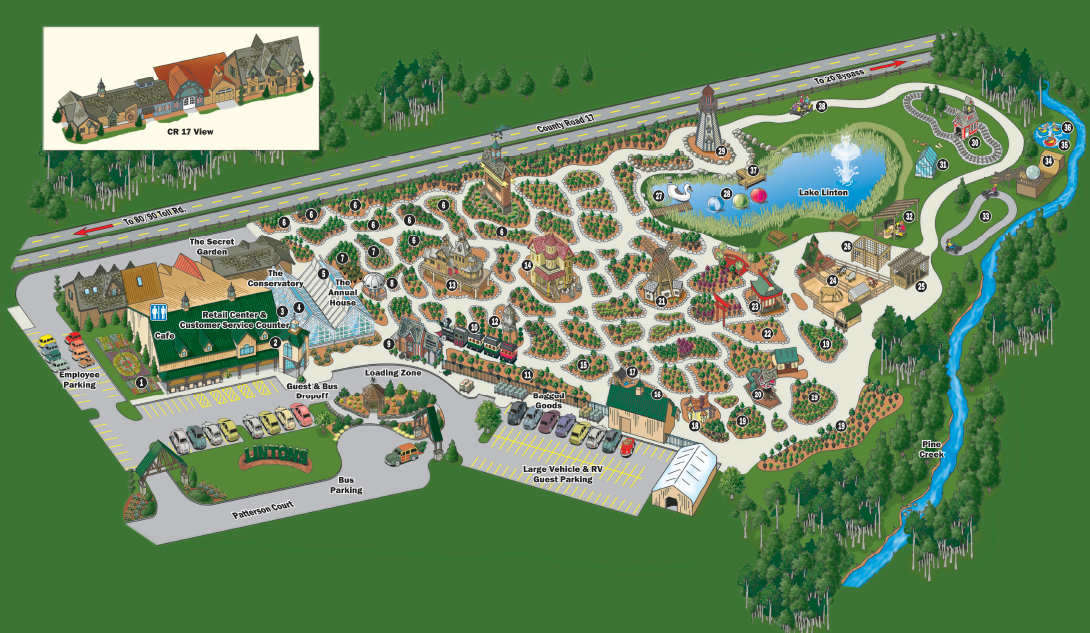 CR 17 View
To 20 Bypass
County Road 17
To 80/90 Toll Rd.
38
36
35
34
30
31
29
37
27
28
Lake Linton
32
33
26
24
25
6
6
6
6
6
6
6
6
7
7
The Secret
Garden
The
Conservatory
5
The
Annual
House
8
13
14
21
23
22
19
Retail Center &
Customer Service Counter
3
4
2
Cafe
Employee
Parking
1
9
10
12
11
15
17
16
20
19
19
18
19
Guest & Bus
Dropoff
Loading Zone
Bagged
Goods
LINTON'S
Bus
Parking
Large Vehicle & RV
Guest Parking
Patterson Court
Pine
Creek